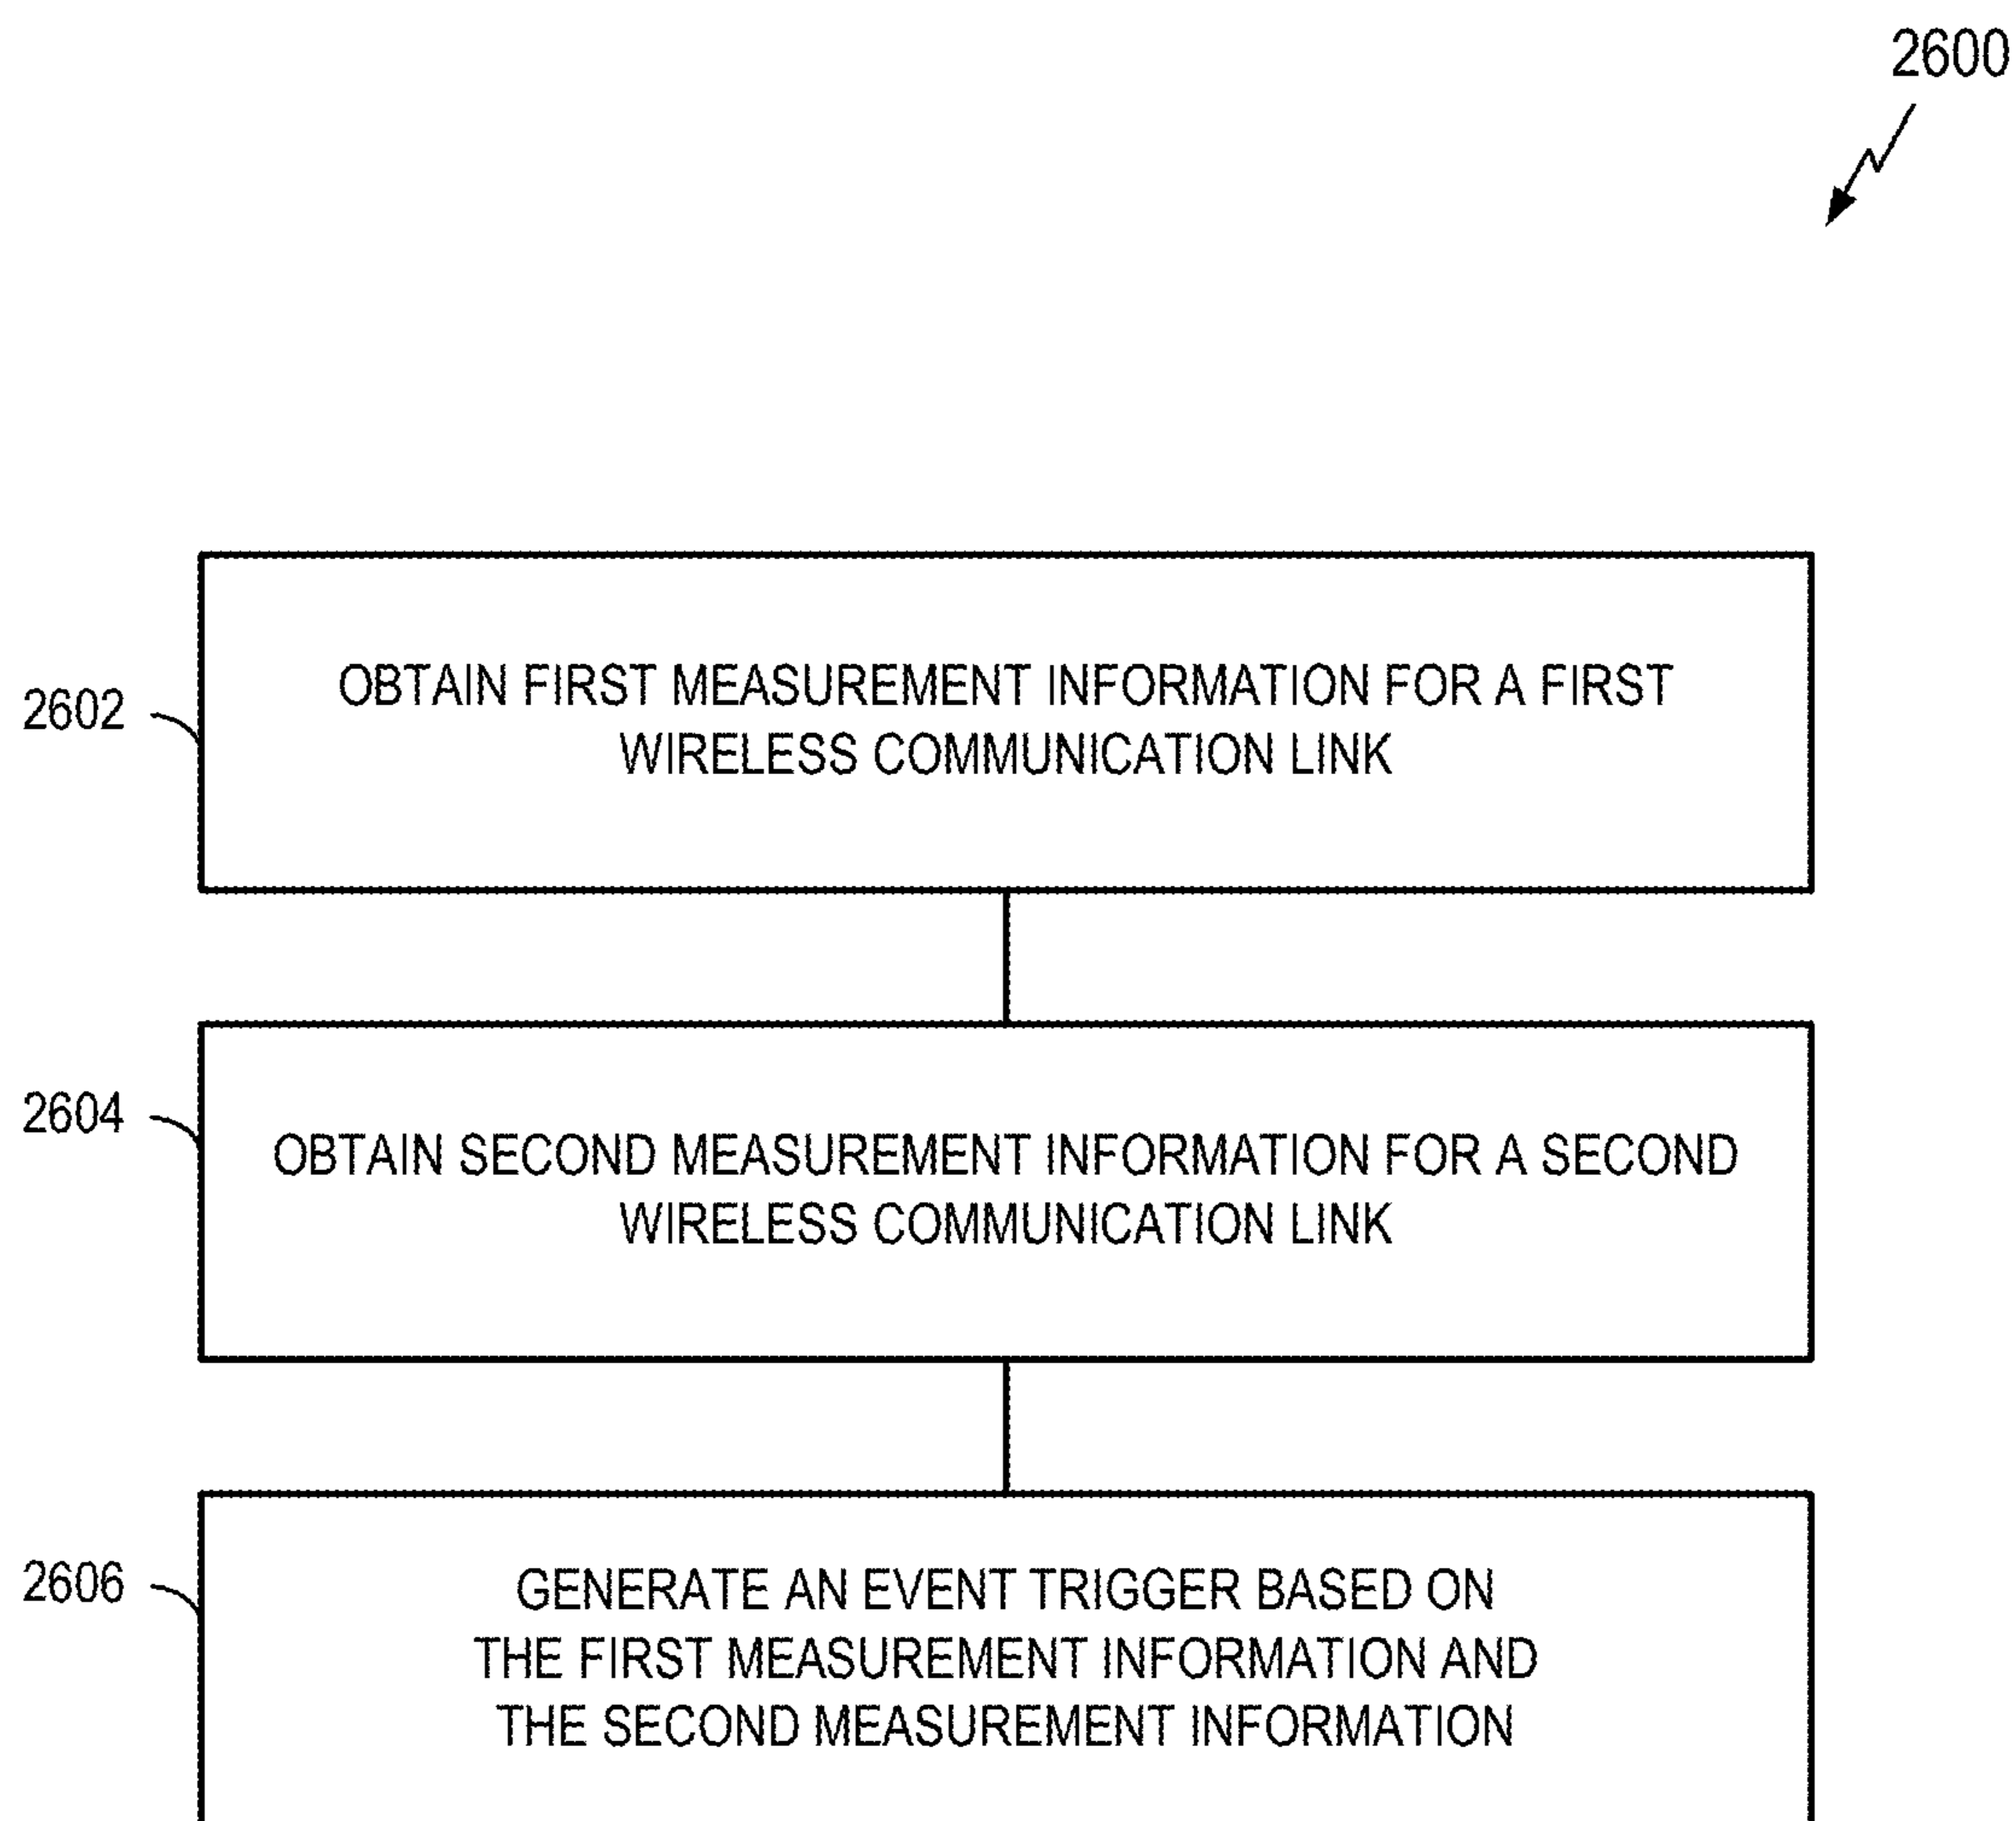 2600
2602
OBTAIN FIRST MEASUREMENT INFORMATION FOR A FIRST
WIRELESS COMMUNICATION LINK
2604
OBTAIN SECOND MEASUREMENT INFORMATION FOR A SECOND
WIRELESS COMMUNICATION LINK
2606
GENERATE AN EVENT TRIGGER BASED ON
THE FIRST MEASUREMENT INFORMATION AND
THE SECOND MEASUREMENT INFORMATION